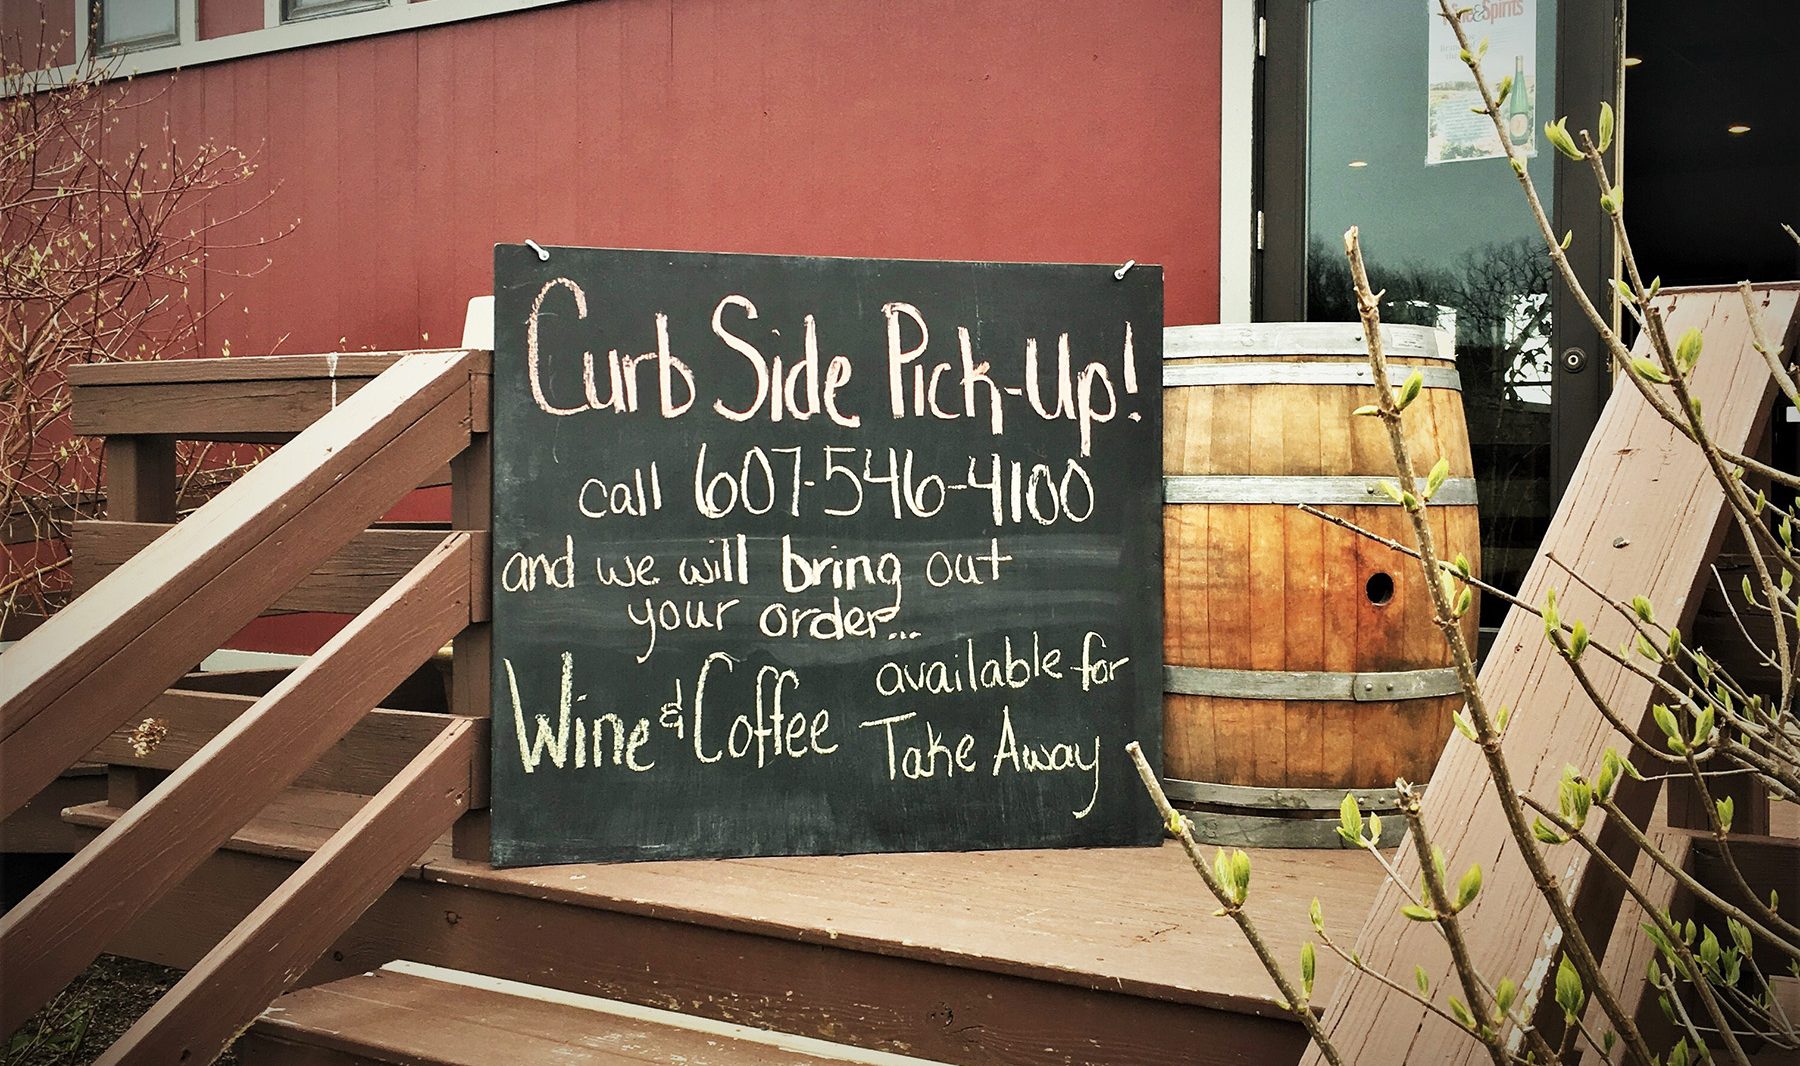 Curb Side Pick-Up!
call 607-546-4100
and we will bring out
your order...
Wine & Coffee available for
Take Away
&Spirits